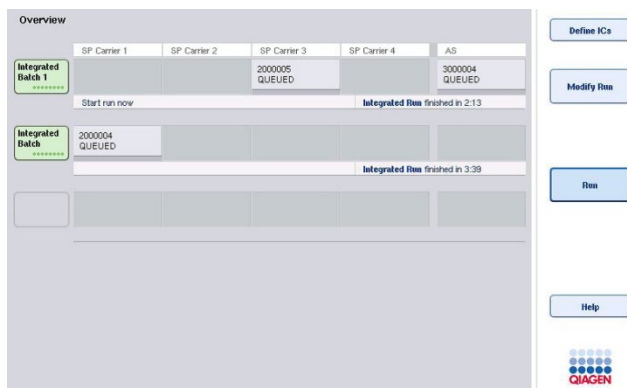 Overview
Define ICs
SP Carrier 1 SP Carrier 2 SP Carrier 3 SP Carrier 4 AS
Integrated
Batch 1
2000005
QUEUED
3000004
QUEUED
Modify Run
Start run now Integrated Run finished in 2:13
Integrated
Batch
2000004
QUEUED
Integrated Run finished in 3:39
Run
Help
QIAGEN